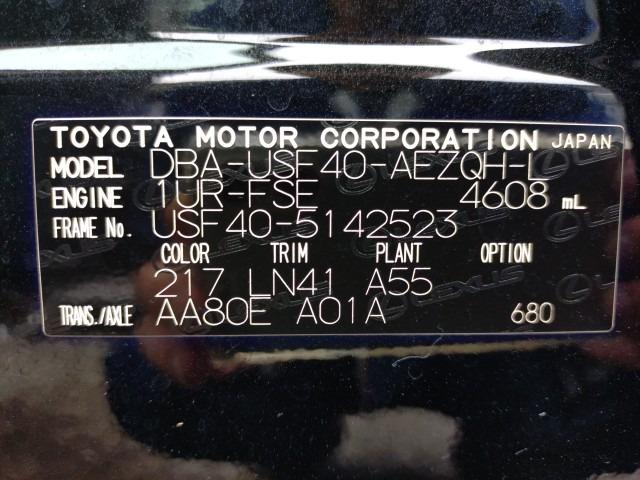 TOYOTA MOTOR CORPORATION JAPAN
MODEL DBA-USF40-AEZQH-L
ENGINE 1UR-FSE 4608 mL
FRAME No. USF40-5142523
COLOR TRIM PLANT OPTION
217 LN41 A55
TRANS./AXLE AA80E A01A 680